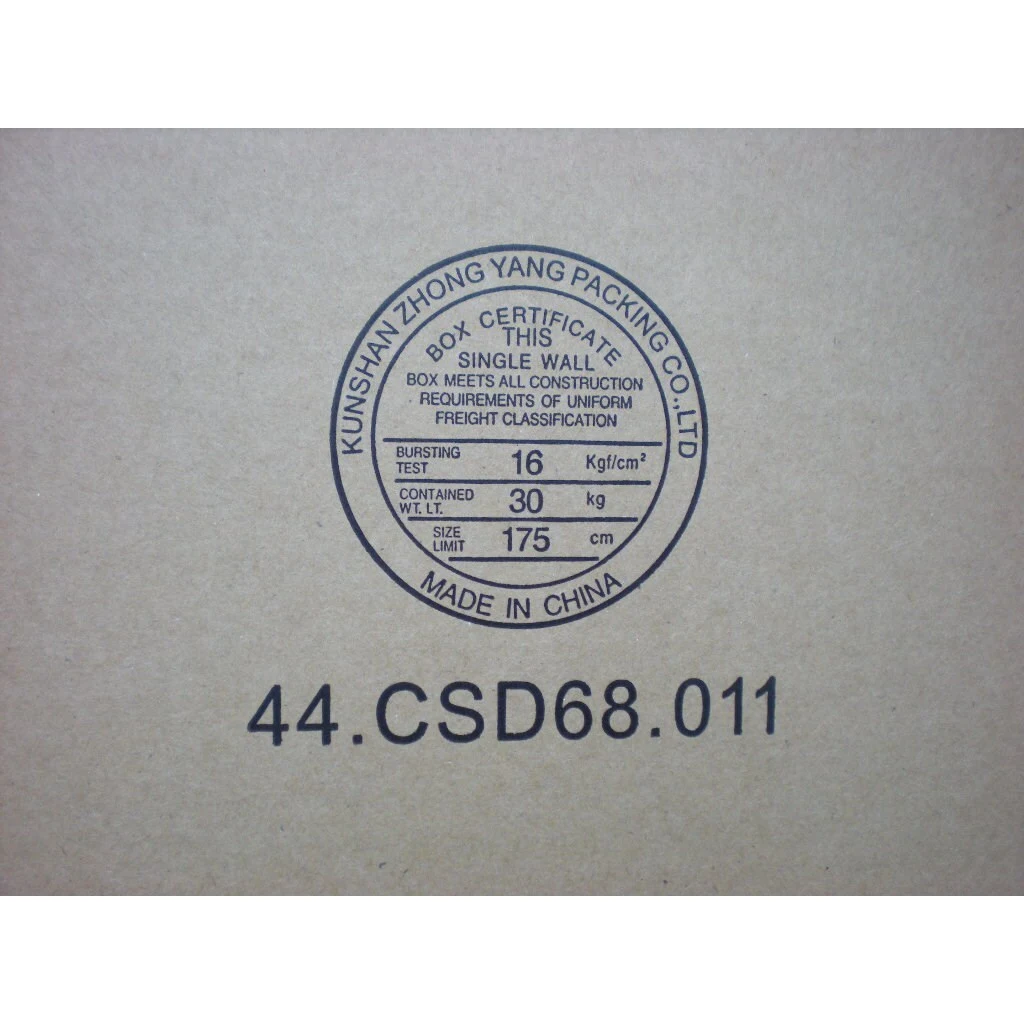 KUNSHAN ZHONG YANG PACKING CO.,LTD
BOX CERTIFICATE
THIS
SINGLE WALL
BOX MEETS ALL CONSTRUCTION
REQUIREMENTS OF UNIFORM
FREIGHT CLASSIFICATION
BURSTING TEST 16 Kgf/cm²
CONTAINED WT. LT. 30 kg
SIZE LIMIT 175 cm
MADE IN CHINA
44.CSD68.011